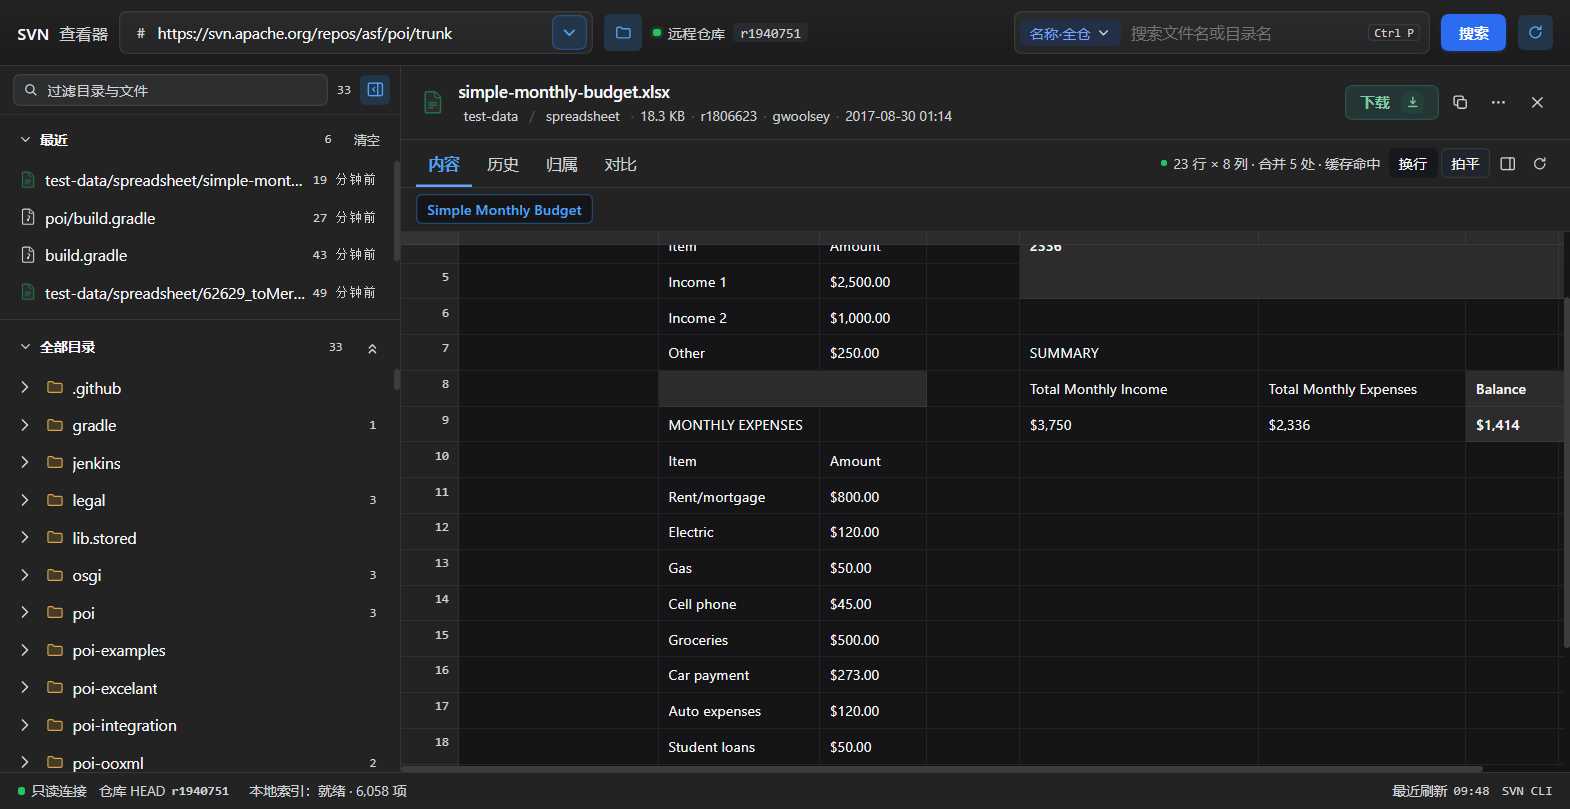 SVN 查看器
# https://svn.apache.org/repos/asf/poi/trunk
远程仓库 r1940751
名称·全仓 搜索文件名或目录名 Ctrl P 搜索
过滤目录与文件 33
最近 6 清空
test-data/spreadsheet/simple-mont... 19 分钟前
poi/build.gradle 27 分钟前
build.gradle 43 分钟前
test-data/spreadsheet/62629_toMer... 49 分钟前
全部目录 33
.github
gradle 1
jenkins
legal 3
lib.stored
osgi 3
poi 3
poi-examples
poi-excelant
poi-integration
poi-ooxml 2
simple-monthly-budget.xlsx
test-data / spreadsheet · 18.3 KB · r1806623 · gwoolsey · 2017-08-30 01:14
下载
内容 历史 归属 对比
23 行 × 8 列 · 合并 5 处 · 缓存命中 换行 拍平
Simple Monthly Budget
Item Amount 2336
5 Income 1 $2,500.00
6 Income 2 $1,000.00
7 Other $250.00 SUMMARY
8 Total Monthly Income Total Monthly Expenses Balance
9 MONTHLY EXPENSES $3,750 $2,336 $1,414
10 Item Amount
11 Rent/mortgage $800.00
12 Electric $120.00
13 Gas $50.00
14 Cell phone $45.00
15 Groceries $500.00
16 Car payment $273.00
17 Auto expenses $120.00
18 Student loans $50.00
只读连接 仓库 HEAD r1940751 本地索引：就绪 · 6,058 项
最近刷新 09:48 SVN CLI